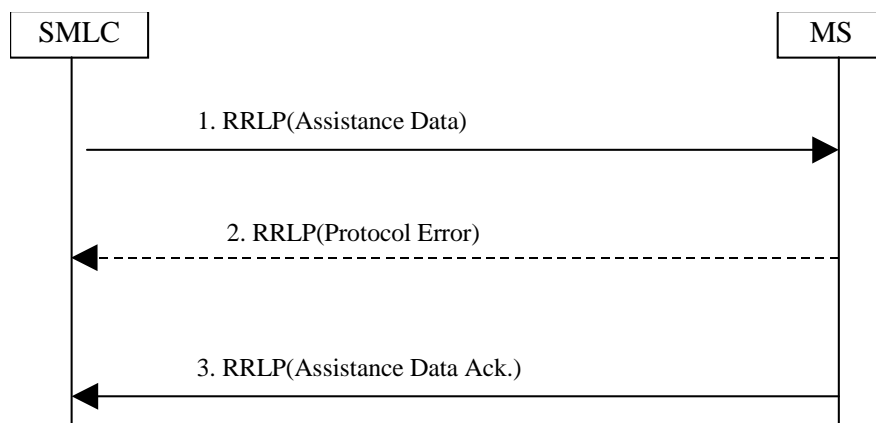 SMLC
MS
1. RRLP(Assistance Data)
2. RRLP(Protocol Error)
3. RRLP(Assistance Data Ack.)